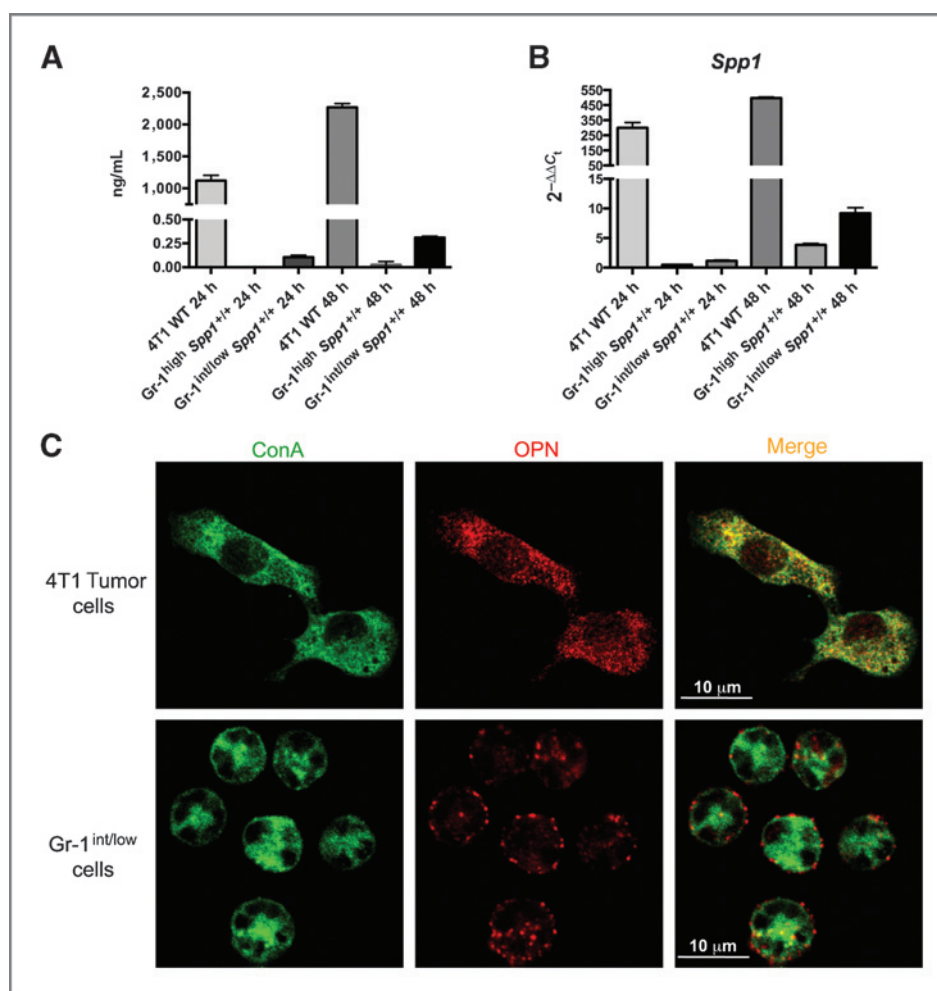 A
ng/mL
2,500
2,000
1,500
1,000
0.50
0.25
0.00
4T1 WT 24 h
Gr-1high Spp1+/+ 24 h
Gr-1int/low Spp1+/+ 24 h
4T1 WT 48 h
Gr-1high Spp1+/+ 48 h
Gr-1int/low Spp1+/+ 48 h
B
Spp1
2−ΔΔCt
550
450
350
250
150
50
15
10
5
0
4T1 WT 24 h
Gr-1high Spp1+/+ 24 h
Gr-1int/low Spp1+/+ 24 h
4T1 WT 48 h
Gr-1high Spp1+/+ 48 h
Gr-1int/low Spp1+/+ 48 h
C
ConA
OPN
Merge
4T1 Tumor
cells
10 μm
Gr-1int/low
cells
10 μm